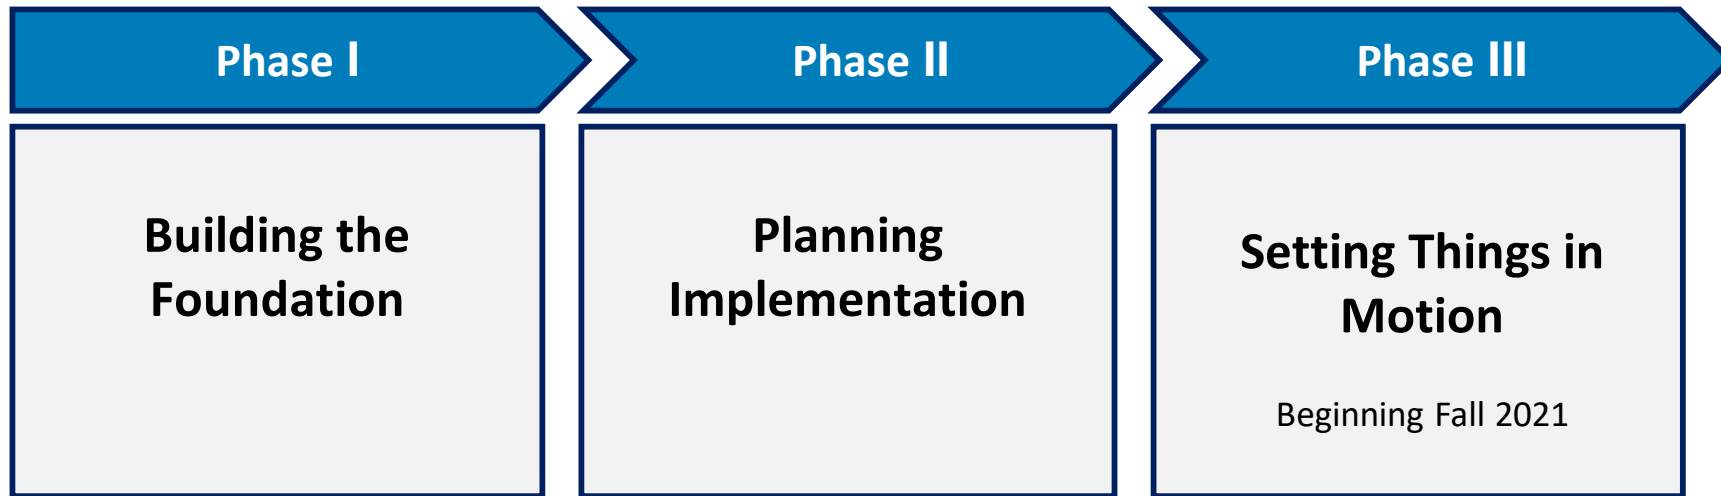 Phase I
Phase II
Phase III
Building the
Foundation
Planning
Implementation
Setting Things in
Motion
Beginning Fall 2021